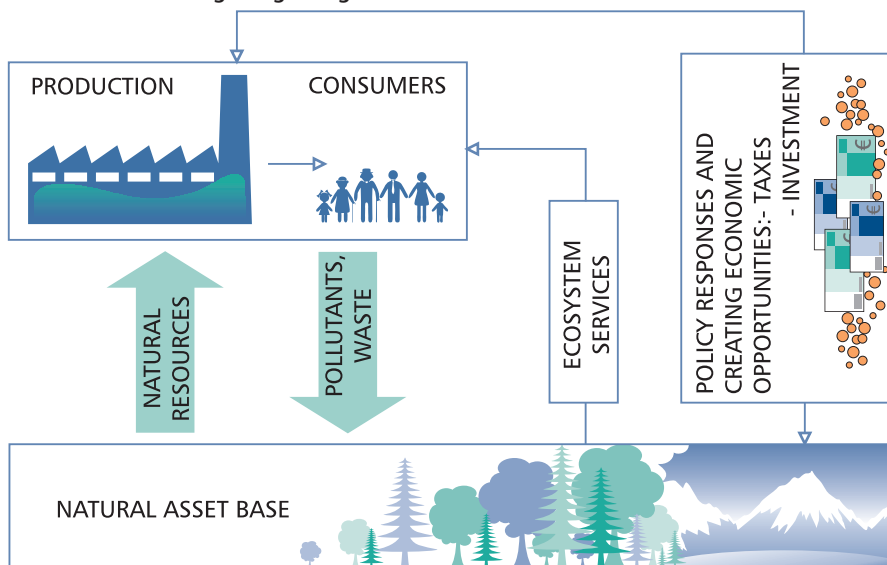 PRODUCTION
CONSUMERS
POLICY RESPONSES AND
CREATING ECONOMIC
OPPORTUNITIES:- TAXES
- INVESTMENT
NATURAL
RESOURCES
POLLUTANTS,
WASTE
ECOSYSTEM
SERVICES
NATURAL ASSET BASE